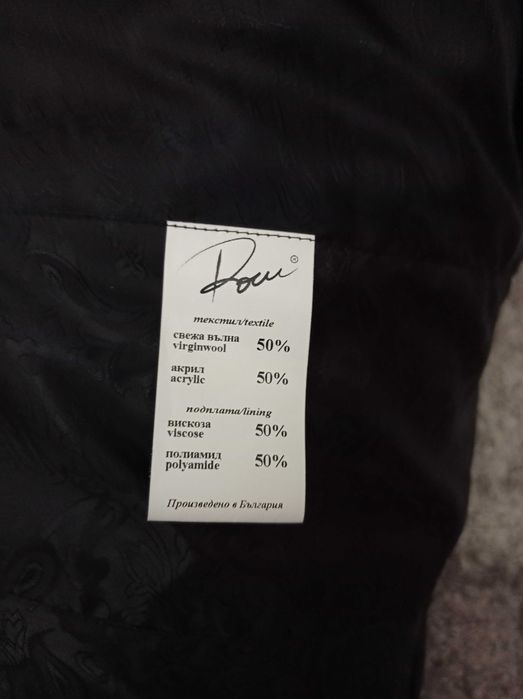 Роси ®
текстил/textile
свежа вълна
virginwool 50%
акрил
acrylic 50%
подплата/lining
вискоза
viscose 50%
полиамид
polyamide 50%
Произведено в България